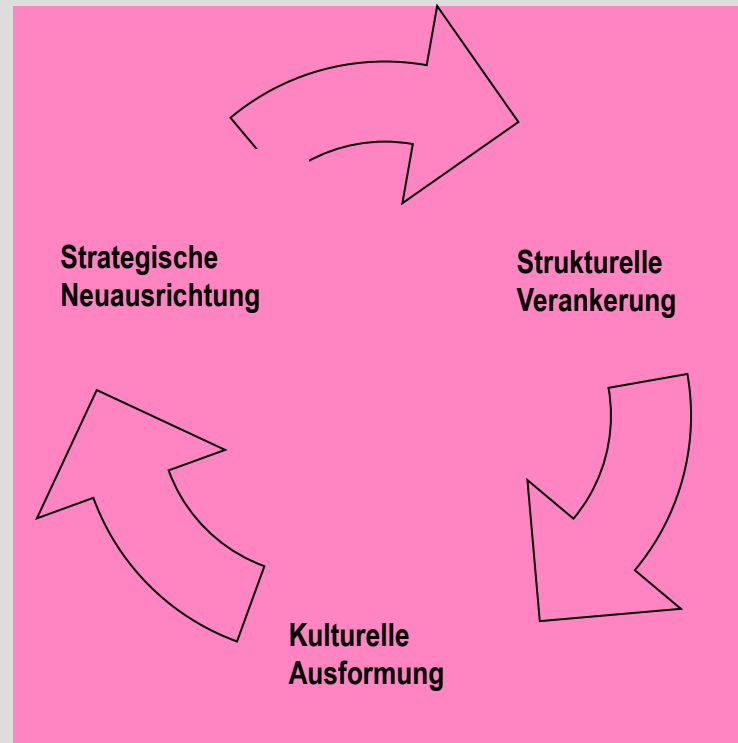 Strategische
Neuausrichtung
Strukturelle
Verankerung
Kulturelle
Ausformung